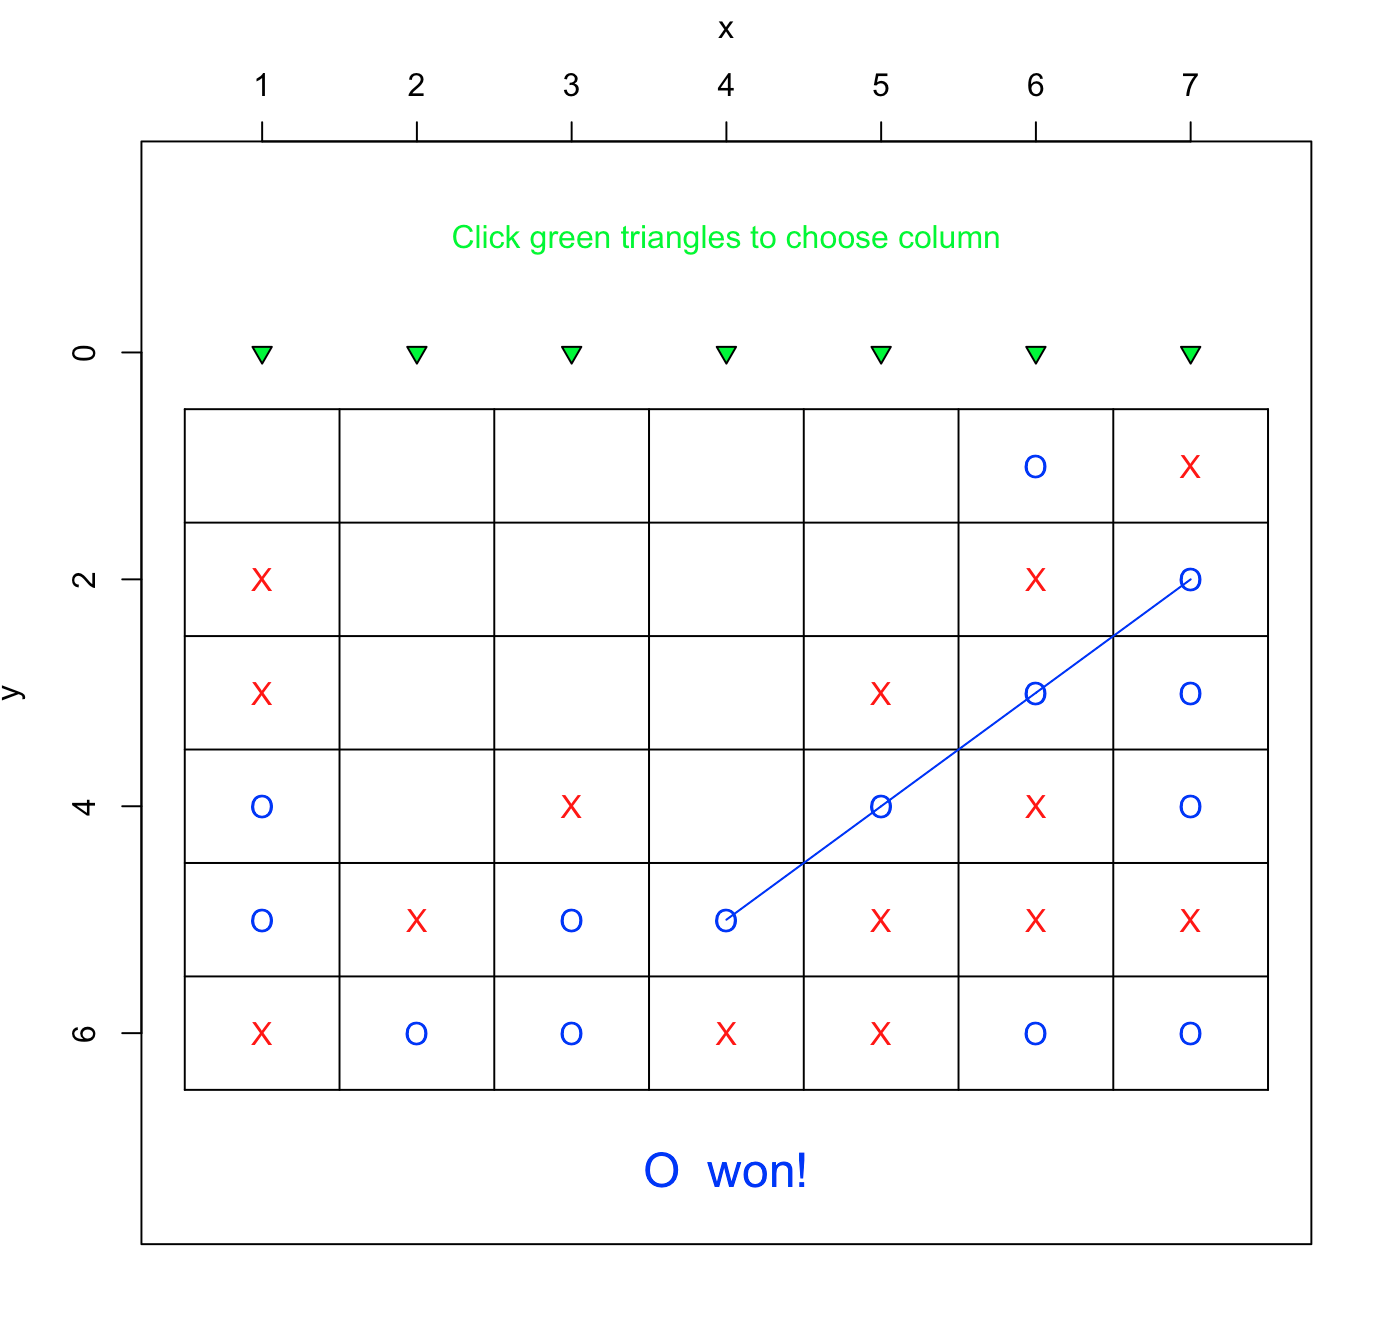 x
1 2 3 4 5 6 7
Click green triangles to choose column
0
O X
2 X X O
y
X X O O
4 O X O X O
O X O O X X X
6 X O O X X O O
O won!